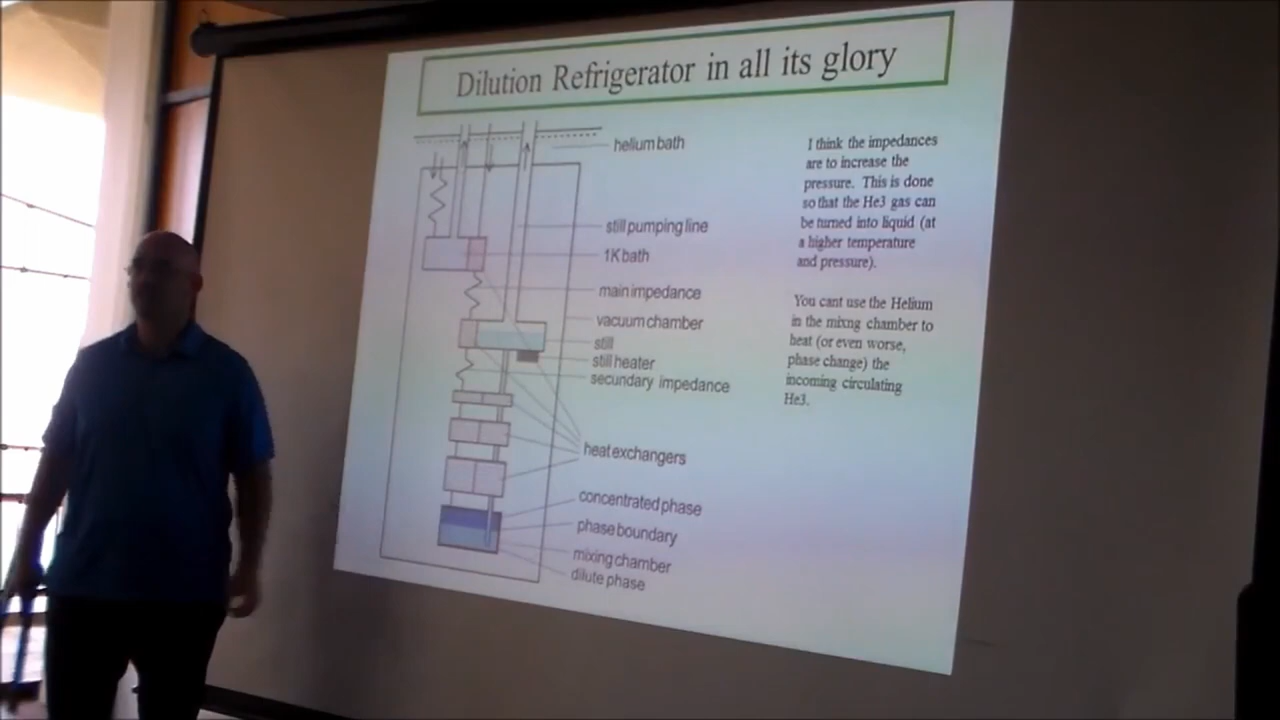 Dilution Refrigerator in all its glory
helium bath
still pumping line
1K bath
main impedance
vacuum chamber
still
still heater
secundary impedance
heat exchangers
concentrated phase
phase boundary
mixing chamber
dilute phase
I think the impedances
are to increase the
pressure. This is done
so that the He3 gas can
be turned into liquid (at
a higher temperature
and pressure).
You cant use the Helium
in the mixng chamber to
heat (or even worse,
phase change) the
incoming circulating
He3.